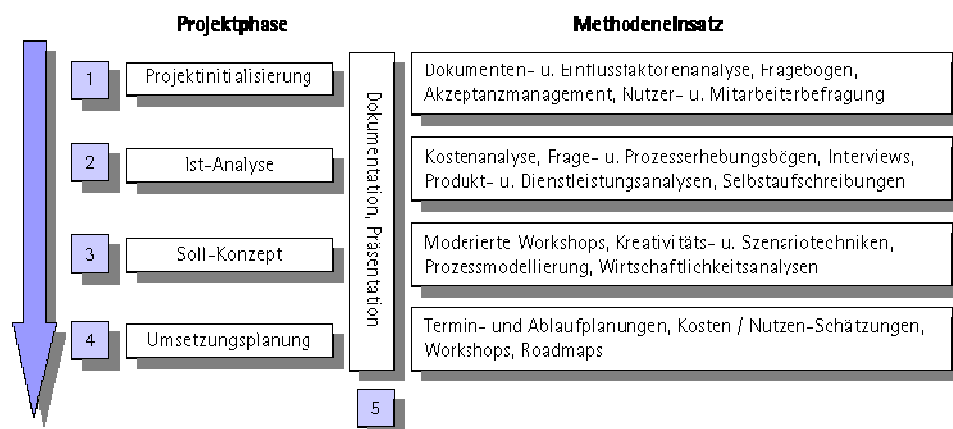 Projektphase
Methodeneinsatz
1
Projektinitialisierung
Dokumenten- u. Einflussfaktorenanalyse, Fragebögen,
Akzeptanzmanagement, Nutzer- u. Mitarbeiterbefragung
2
Ist-Analyse
Kostenanalyse, Frage- u. Prozesserhebungsbögen, Interviews,
Produkt- u. Dienstleistungsanalysen, Selbstaufschreibungen
3
Soll-Konzept
Moderierte Workshops, Kreativitäts- u. Szenariotechniken,
Prozessmodellierung, Wirtschaftlichkeitsanalysen
4
Umsetzungsplanung
Termin- und Ablaufplanungen, Kosten / Nutzen-Schätzungen,
Workshops, Roadmaps
Dokumentation, Präsentation
5